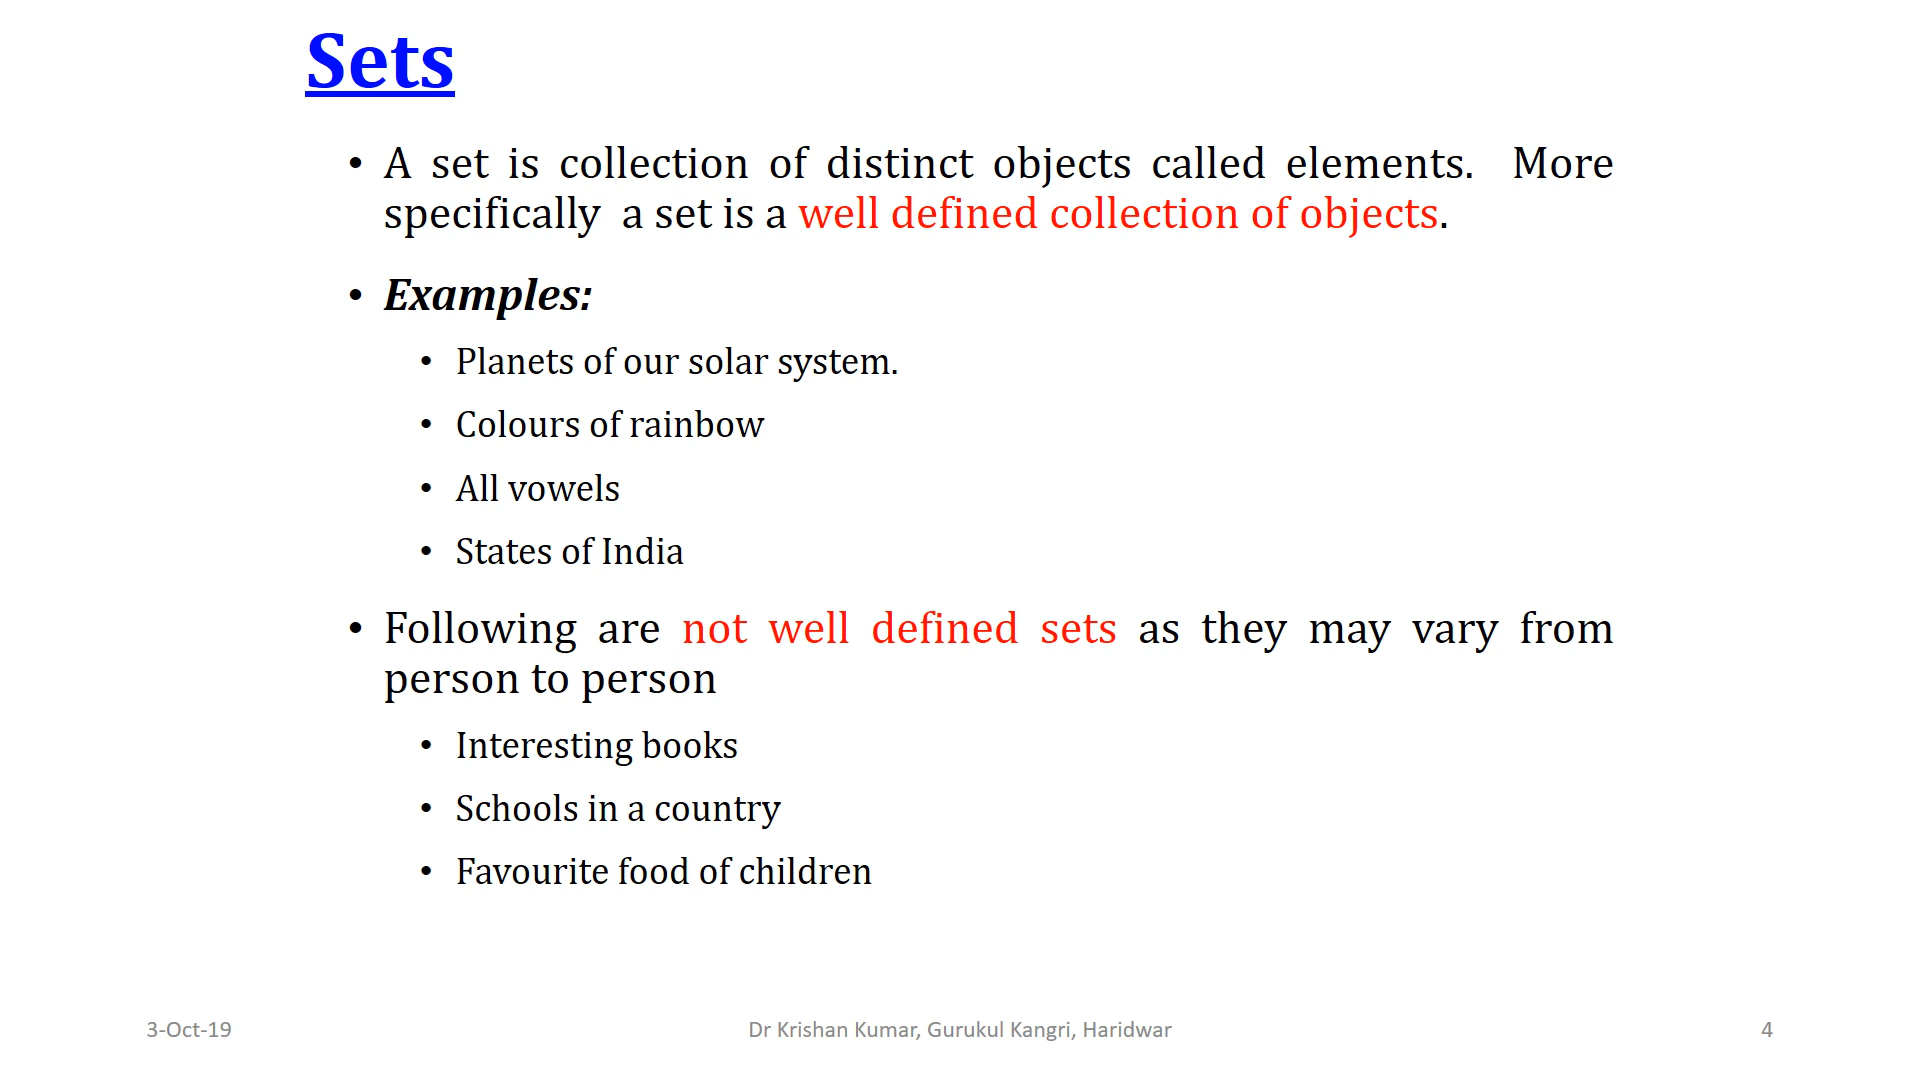 Sets
• A set is collection of distinct objects called elements. More
specifically a set is a well defined collection of objects.
• Examples:
• Planets of our solar system.
• Colours of rainbow
• All vowels
• States of India
• Following are not well defined sets as they may vary from
person to person
• Interesting books
• Schools in a country
• Favourite food of children
3-Oct-19
Dr Krishan Kumar, Gurukul Kangri, Haridwar
4